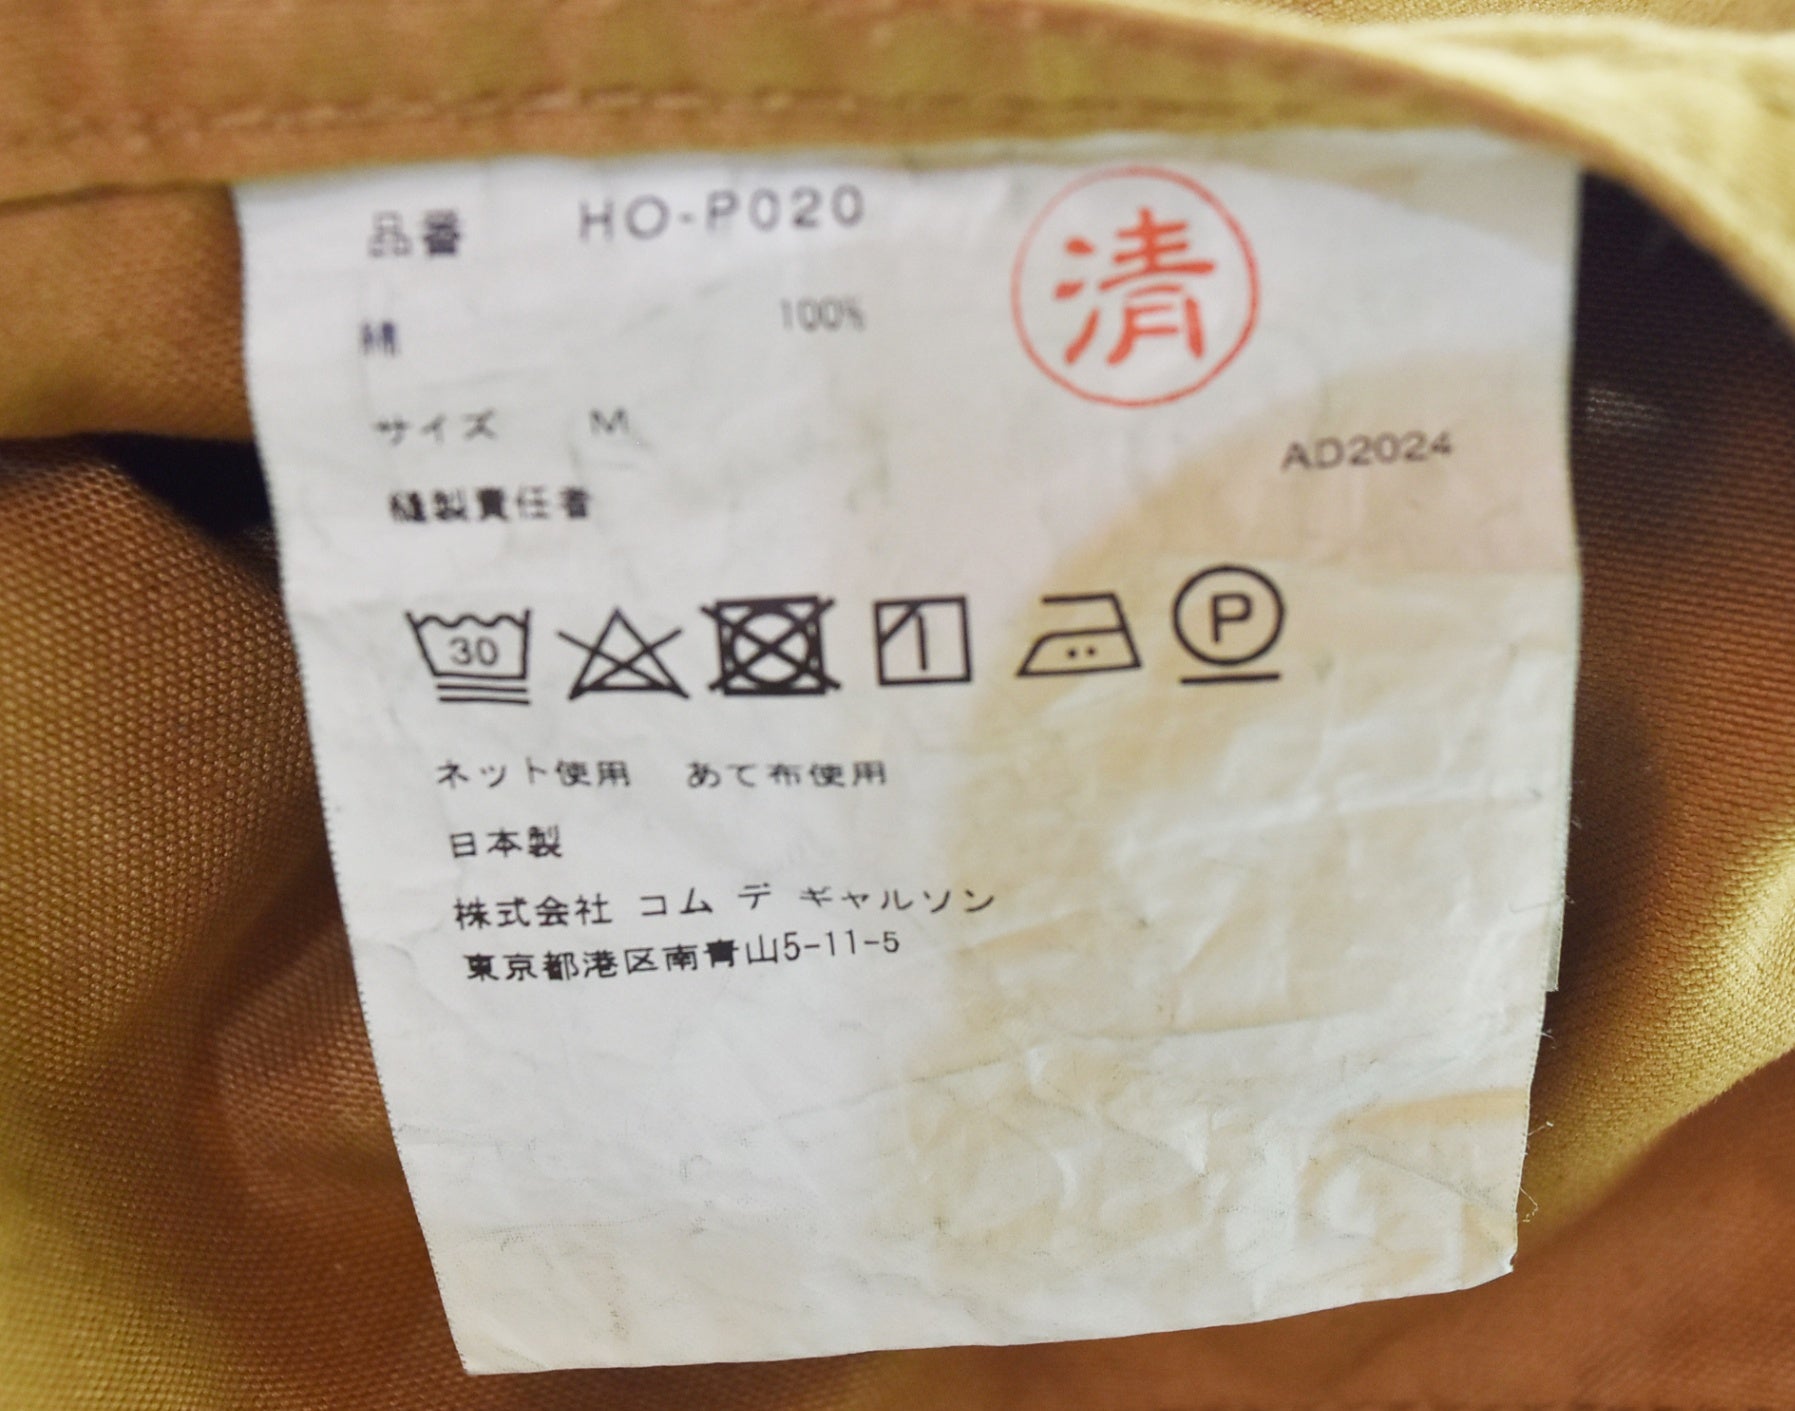 品番 HO-P020
清
綿 100%
サイズ M
AD2024
縫製責任者
30 P
ネット使用 あて布使用
日本製
株式会社 コム デ ギャルソン
東京都港区南青山5-11-5